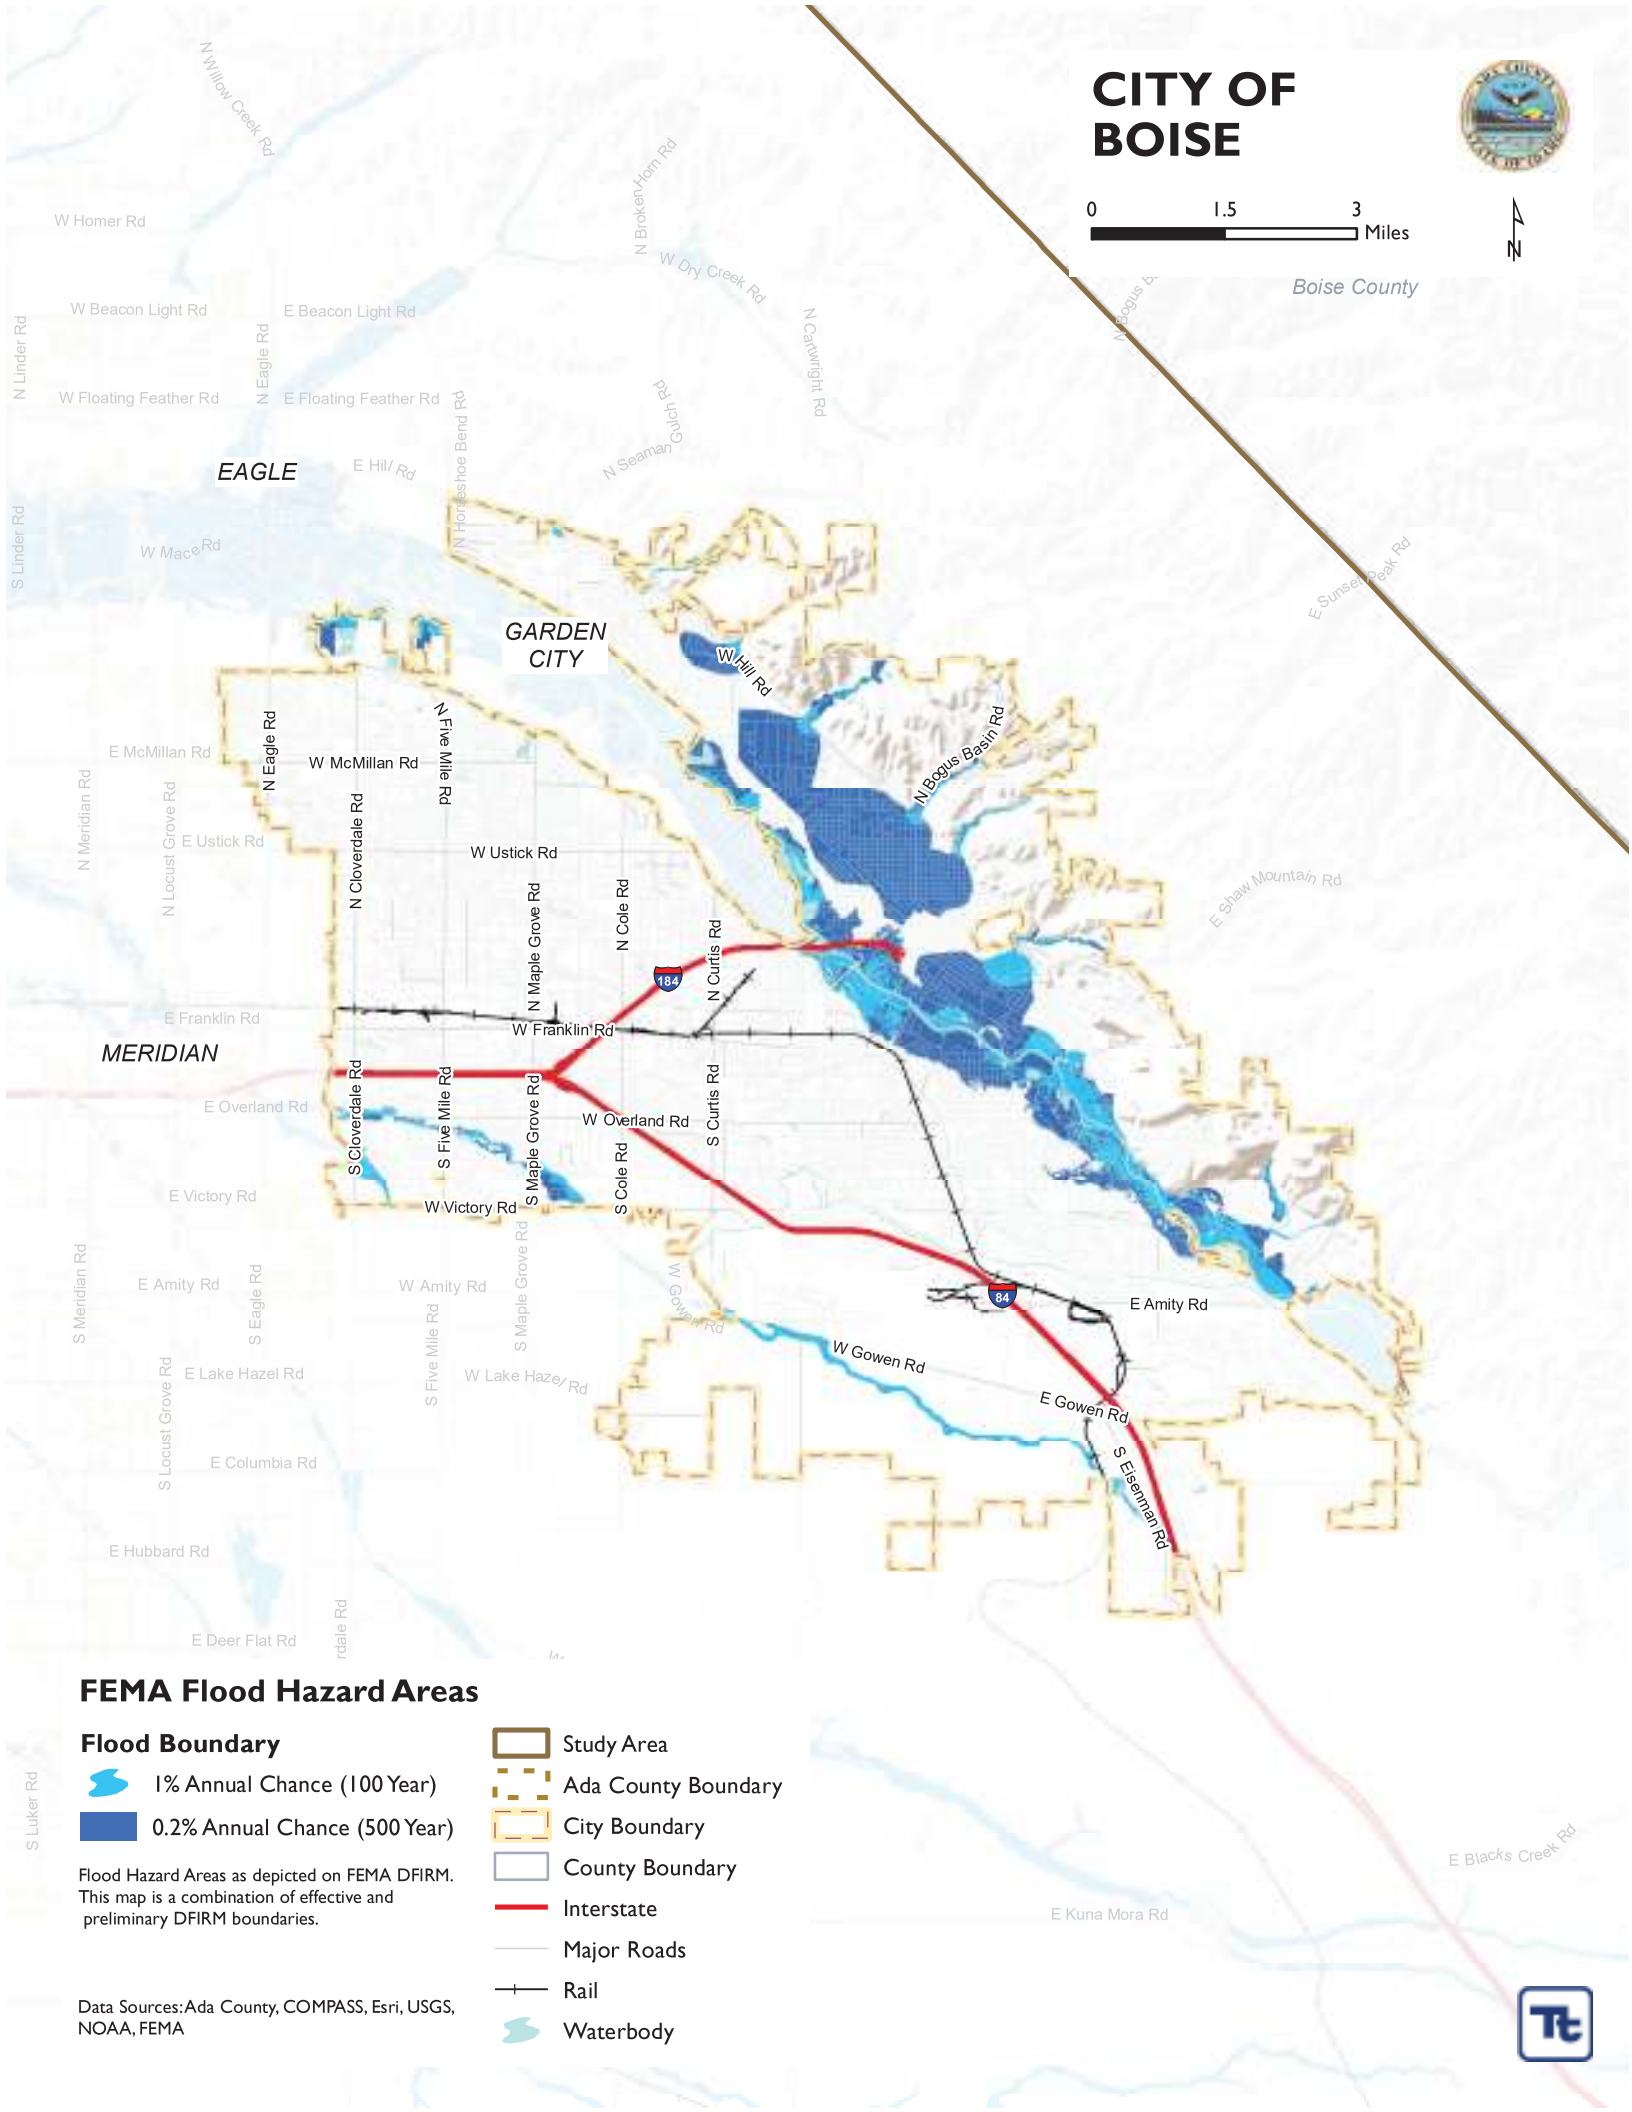 CITY OF
BOISE
ADA COUNTY
STATE OF IDAHO
0 1.5 3
Miles
N
Boise County
N Willow Creek Rd
N Broken Horn Rd
W Homer Rd
W Dry Creek Rd
N Bogus B
W Beacon Light Rd
E Beacon Light Rd
N Linder Rd
N Eagle Rd
N Cartwright Rd
W Floating Feather Rd
E Floating Feather Rd
N Horseshoe Bend Rd
N Seaman Gulch Rd
EAGLE
E Hill Rd
S Linder Rd
W Mace Rd
E Sunset Peak Rd
GARDEN
CITY
W Hill Rd
N Bogus Basin Rd
N Eagle Rd
N Five Mile Rd
E McMillan Rd
W McMillan Rd
N Meridian Rd
N Locust Grove Rd
N Cloverdale Rd
E Ustick Rd
W Ustick Rd
E Shaw Mountain Rd
N Maple Grove Rd
N Cole Rd
N Curtis Rd
184
E Franklin Rd
W Franklin Rd
MERIDIAN
S Cloverdale Rd
S Five Mile Rd
S Maple Grove Rd
S Curtis Rd
E Overland Rd
W Overland Rd
S Cole Rd
E Victory Rd
W Victory Rd
S Meridian Rd
E Amity Rd
S Eagle Rd
W Amity Rd
S Maple Grove Rd
W Gowen Rd
84
E Amity Rd
S Five Mile Rd
W Gowen Rd
S Locust Grove Rd
E Lake Hazel Rd
W Lake Hazel Rd
E Gowen Rd
E Columbia Rd
S Eisenman Rd
E Hubbard Rd
rdale Rd
E Deer Flat Rd
W
S Luker Rd
E Blacks Creek Rd
E Kuna Mora Rd
FEMA Flood Hazard Areas
Flood Boundary
1% Annual Chance (100 Year)
0.2% Annual Chance (500 Year)
Flood Hazard Areas as depicted on FEMA DFIRM.
This map is a combination of effective and
preliminary DFIRM boundaries.
Data Sources: Ada County, COMPASS, Esri, USGS,
NOAA, FEMA
Study Area
Ada County Boundary
City Boundary
County Boundary
Interstate
Major Roads
Rail
Waterbody
Tt